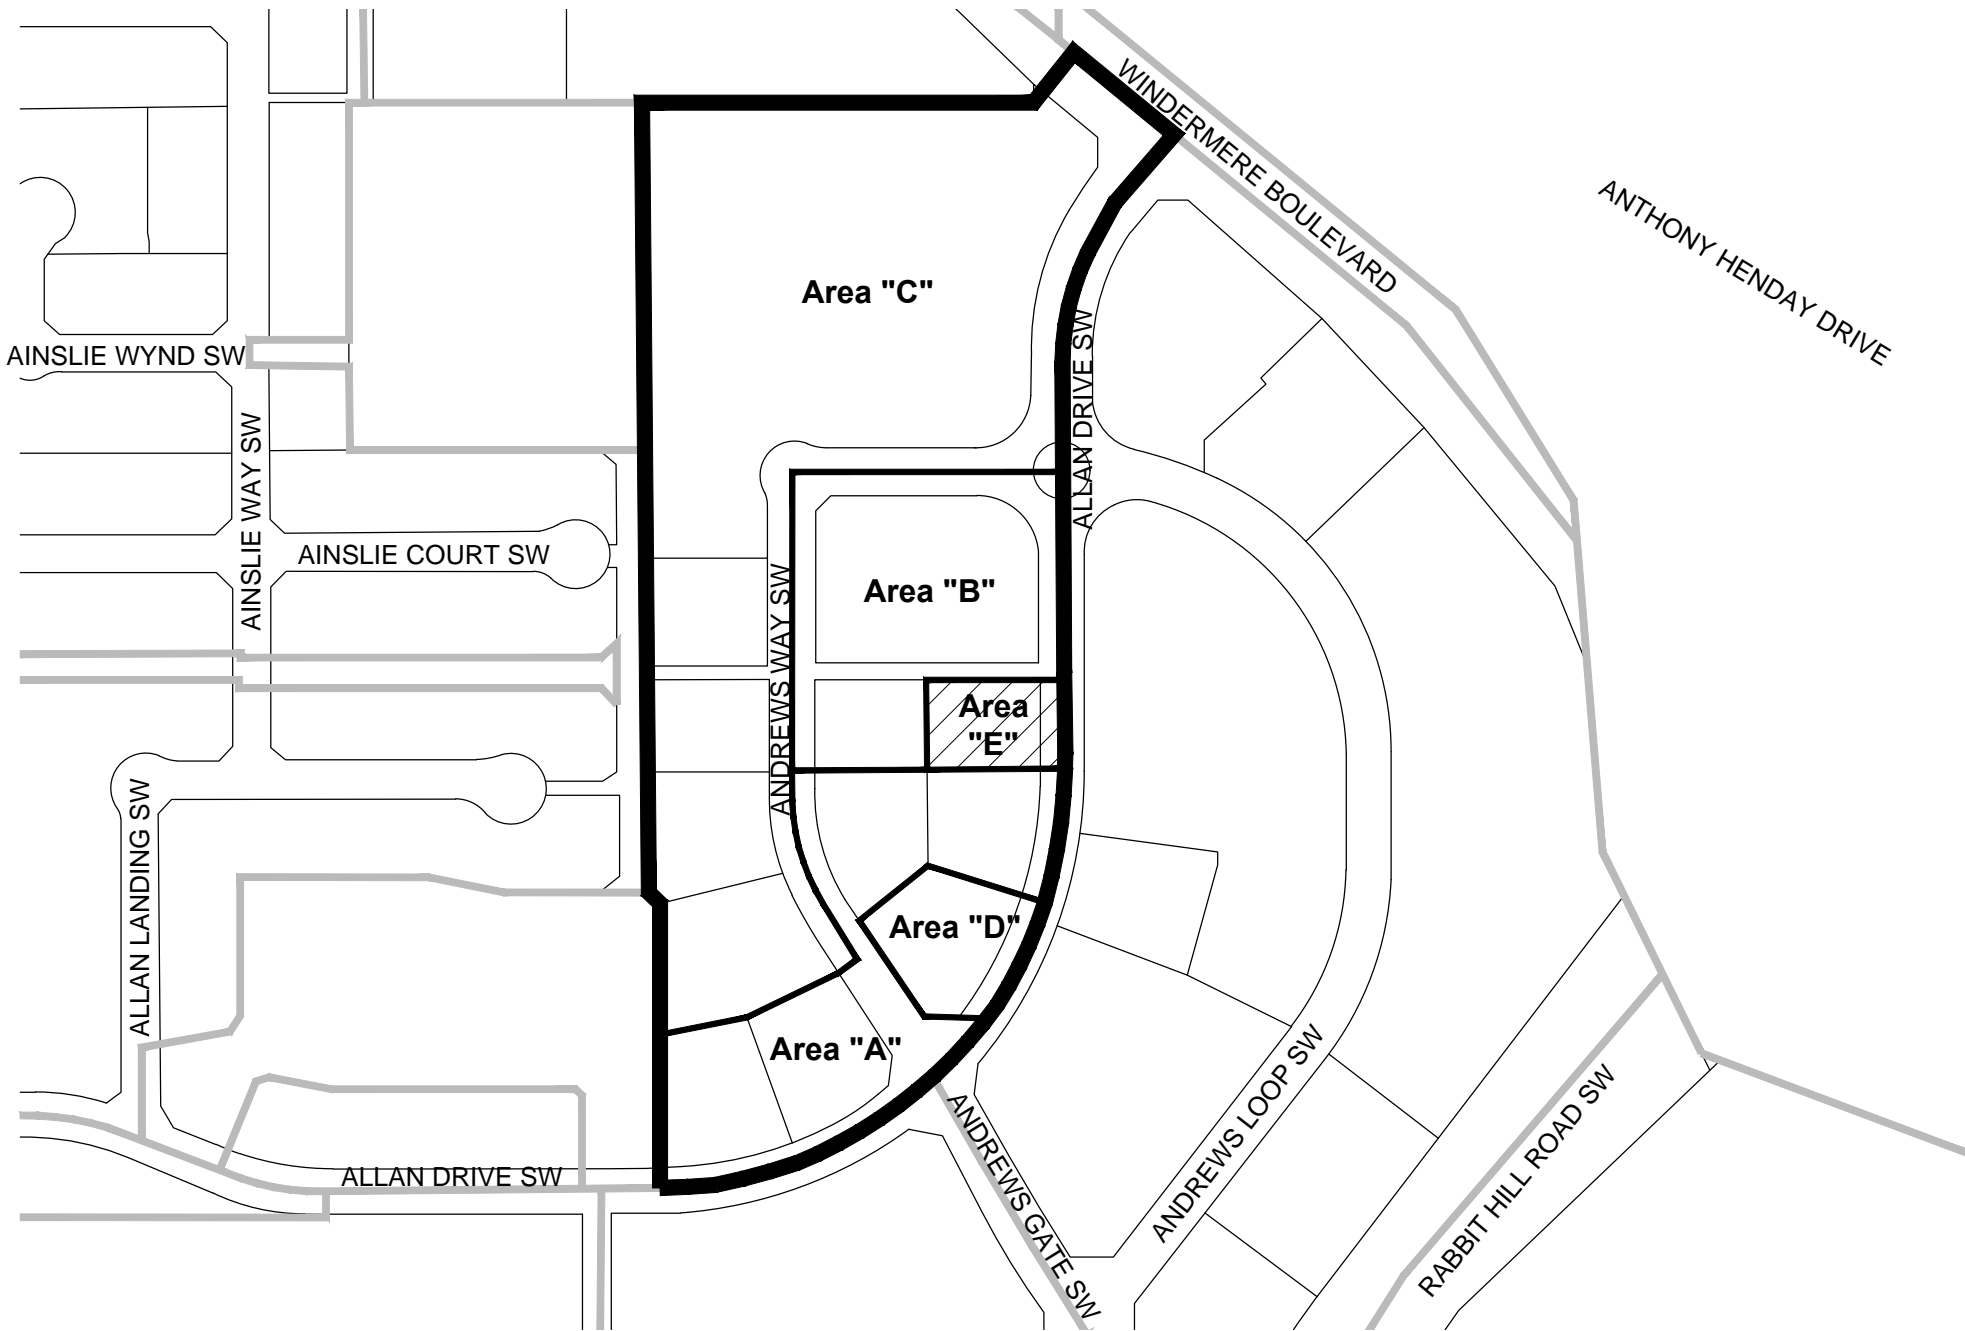 WINDERMERE BOULEVARD
ANTHONY HENDAY DRIVE
Area "C"
AINSLIE WYND SW
ALLAN DRIVE SW
AINSLIE WAY SW
AINSLIE COURT SW
Area "B"
ANDREWS WAY SW
Area
"E"
ALLAN LANDING SW
Area "D"
Area "A"
ALLAN DRIVE SW
ANDREWS GATE SW
ANDREWS LOOP SW
RABBIT HILL ROAD SW